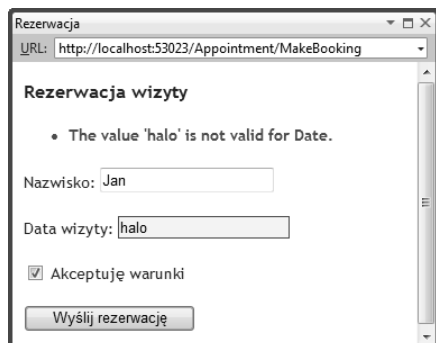 Rezerwacja
URL: http://localhost:53023/Appointment/MakeBooking
Rezerwacja wizyty
• The value 'halo' is not valid for Date.
Nazwisko: Jan
Data wizyty: halo
Akceptuję warunki
Wyślij rezerwację